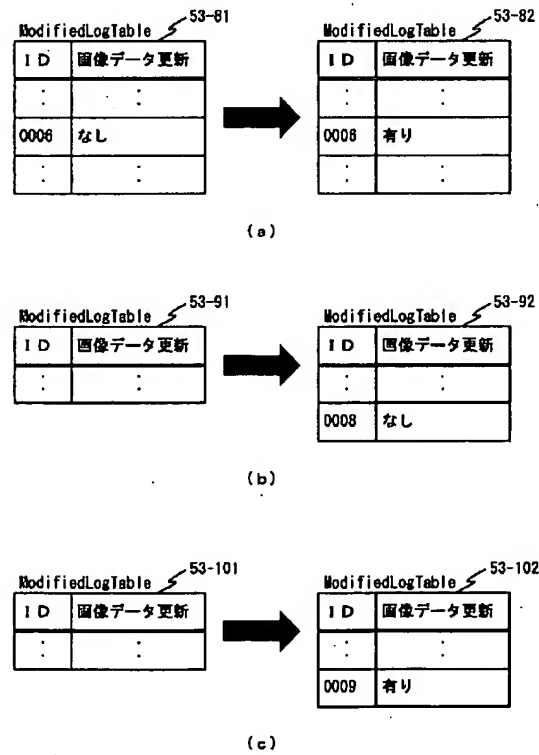 53-81
ModifiedLogTable
ID 画像データ更新
: :
0006 なし
: :
53-82
ModifiedLogTable
ID 画像データ更新
: :
0006 有り
: :
(a)
53-91
ModifiedLogTable
ID 画像データ更新
: :
53-92
ModifiedLogTable
ID 画像データ更新
: :
0008 なし
(b)
53-101
ModifiedLogTable
ID 画像データ更新
: :
53-102
ModifiedLogTable
ID 画像データ更新
: :
0009 有り
(c)